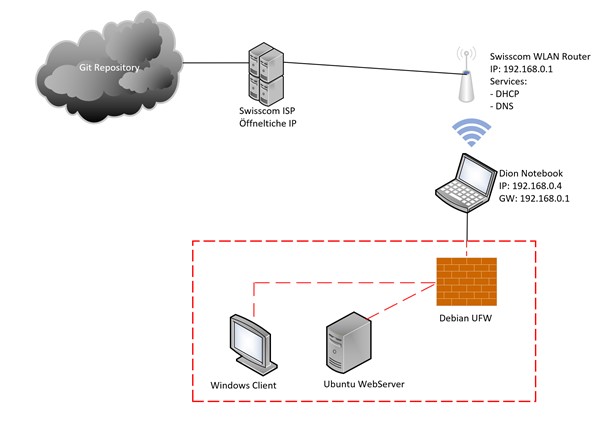 Git Repository
Swisscom ISP
Öffneltiche IP
Swisscom WLAN Router
IP: 192.168.0.1
Services:
- DHCP
- DNS
Dion Notebook
IP: 192.168.0.4
GW: 192.168.0.1
Debian UFW
Windows Client
Ubuntu WebServer